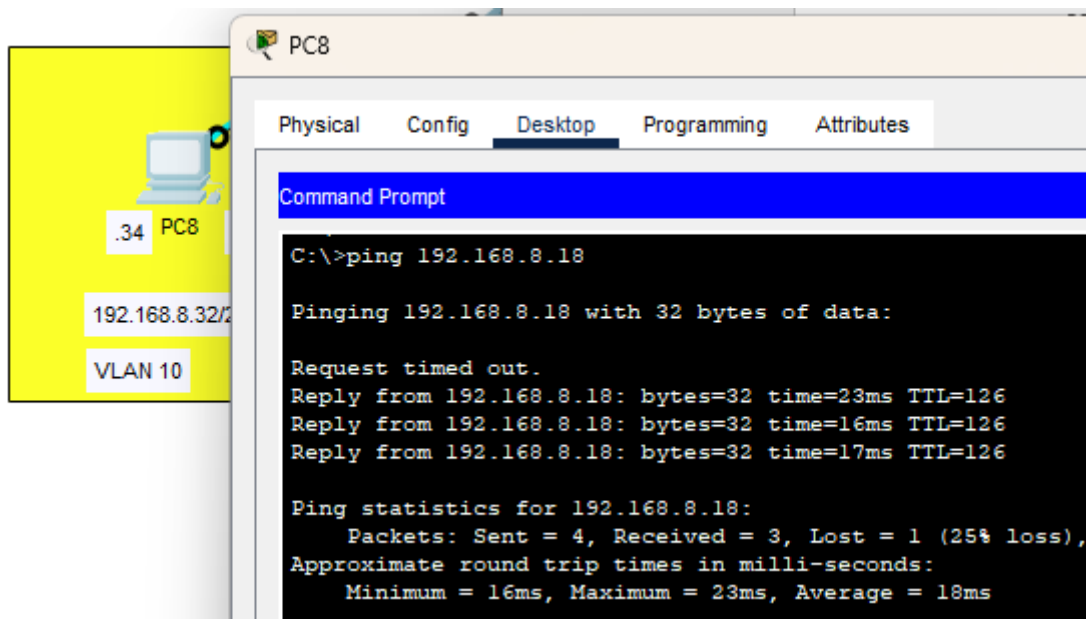 PC8
Physical Config Desktop Programming Attributes
Command Prompt
.34 PC8
192.168.8.32/2
VLAN 10
C:\>ping 192.168.8.18
Pinging 192.168.8.18 with 32 bytes of data:
Request timed out.
Reply from 192.168.8.18: bytes=32 time=23ms TTL=126
Reply from 192.168.8.18: bytes=32 time=16ms TTL=126
Reply from 192.168.8.18: bytes=32 time=17ms TTL=126
Ping statistics for 192.168.8.18:
Packets: Sent = 4, Received = 3, Lost = 1 (25% loss),
Approximate round trip times in milli-seconds:
Minimum = 16ms, Maximum = 23ms, Average = 18ms